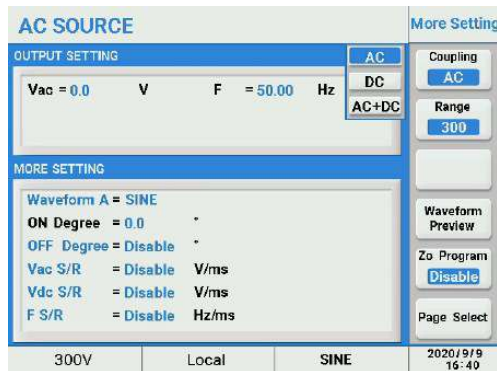 AC SOURCE
More Setting
OUTPUT SETTING
AC
DC
AC+DC
Vac = 0.0 V F = 50.00 Hz
MORE SETTING
Waveform A = SINE
ON Degree = 0.0 °
OFF Degree = Disable °
Vac S/R = Disable V/ms
Vdc S/R = Disable V/ms
F S/R = Disable Hz/ms
Coupling
AC
Range
300
Waveform
Preview
Zo Program
Disable
Page Select
300V Local SINE
2020/9/9
16:40